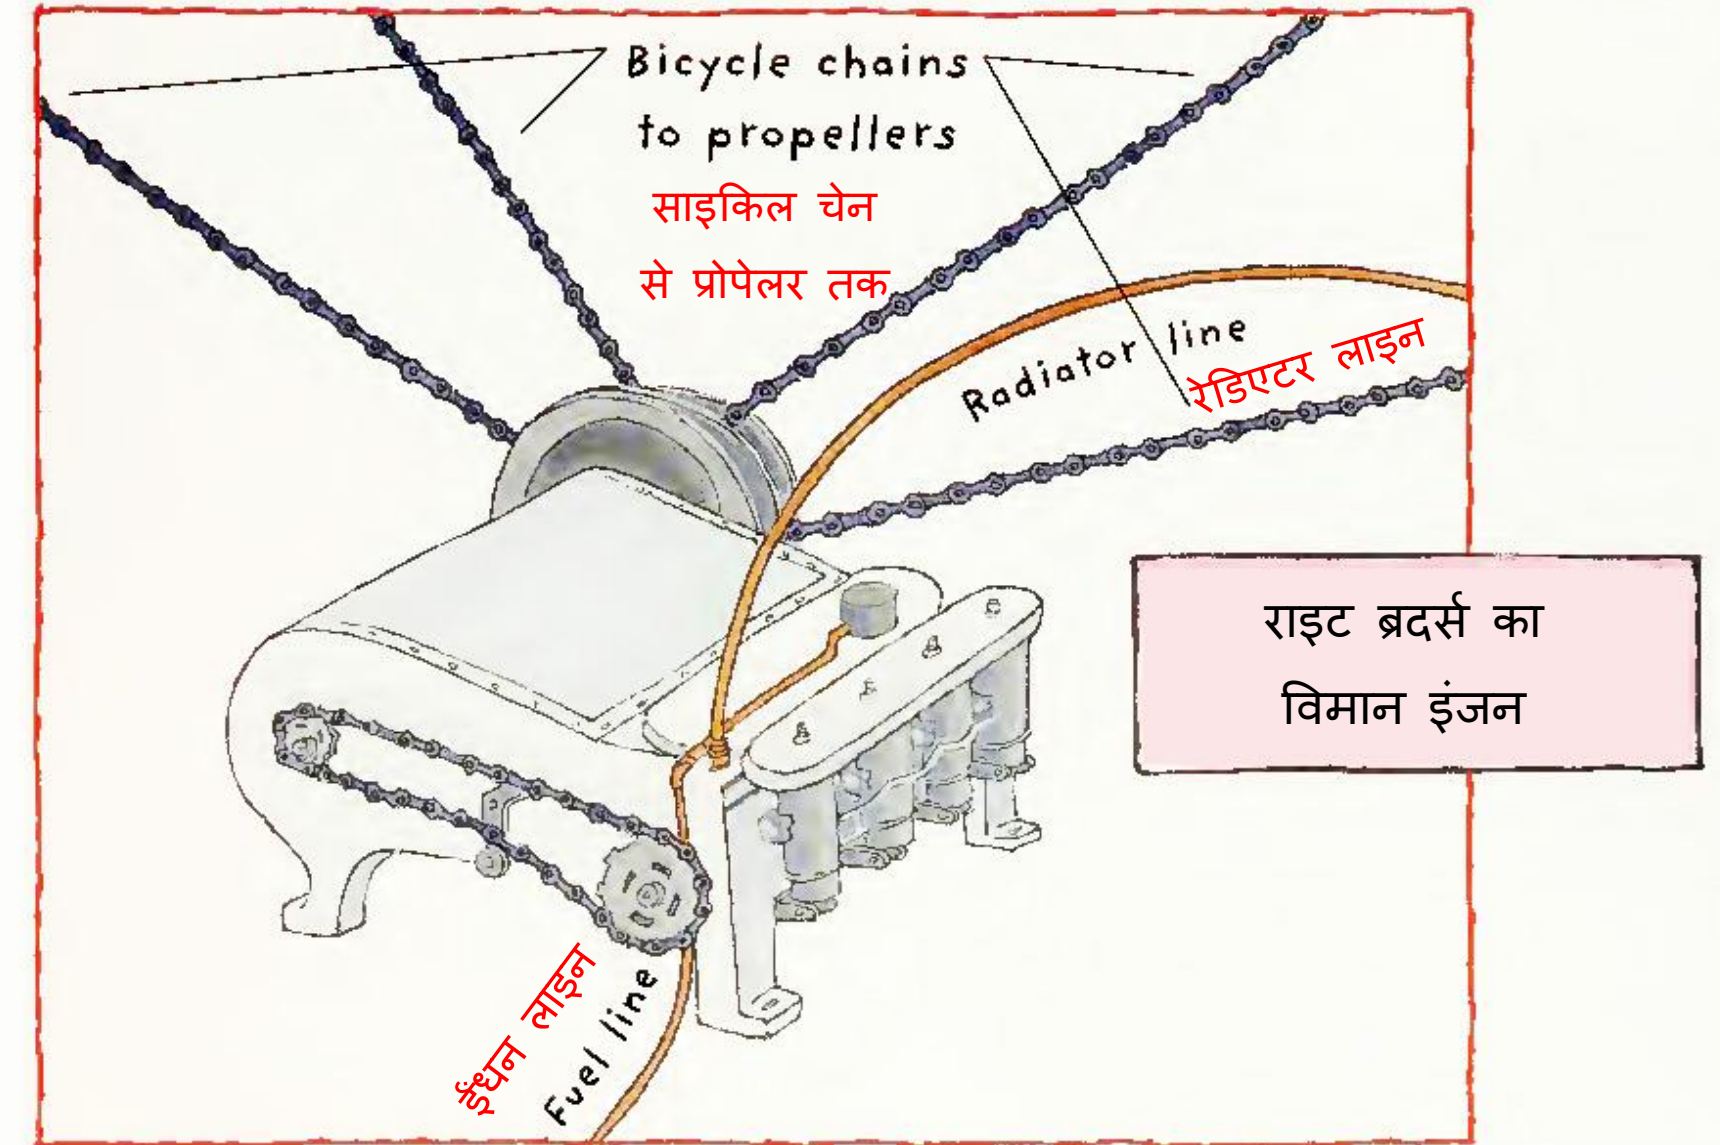 Bicycle chains
to propellers
साइकिल चेन
से प्रोपेलर तक
Radiator line
रेडिएटर लाइन
राइट ब्रदर्स का
विमान इंजन
ईंधन लाइन
Fuel line